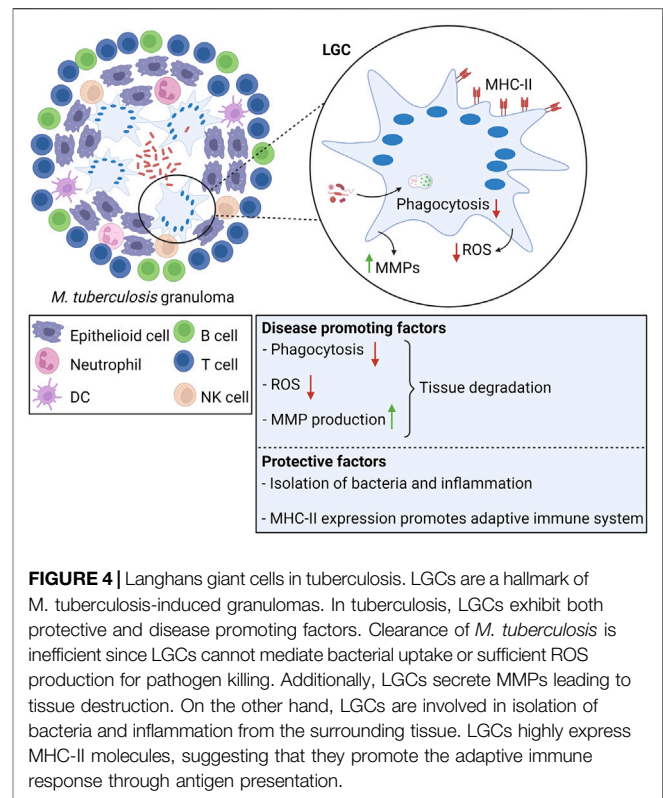 LGC
MHC-II
Phagocytosis
MMPs
ROS
M. tuberculosis granuloma
Epithelioid cell
B cell
Neutrophil
T cell
DC
NK cell
Disease promoting factors
- Phagocytosis
- ROS
- MMP production
Tissue degradation
Protective factors
- Isolation of bacteria and inflammation
- MHC-II expression promotes adaptive immune system
FIGURE 4 | Langhans giant cells in tuberculosis. LGCs are a hallmark of
M. tuberculosis-induced granulomas. In tuberculosis, LGCs exhibit both
protective and disease promoting factors. Clearance of M. tuberculosis is
inefficient since LGCs cannot mediate bacterial uptake or sufficient ROS
production for pathogen killing. Additionally, LGCs secrete MMPs leading to
tissue destruction. On the other hand, LGCs are involved in isolation of
bacteria and inflammation from the surrounding tissue. LGCs highly express
MHC-II molecules, suggesting that they promote the adaptive immune
response through antigen presentation.